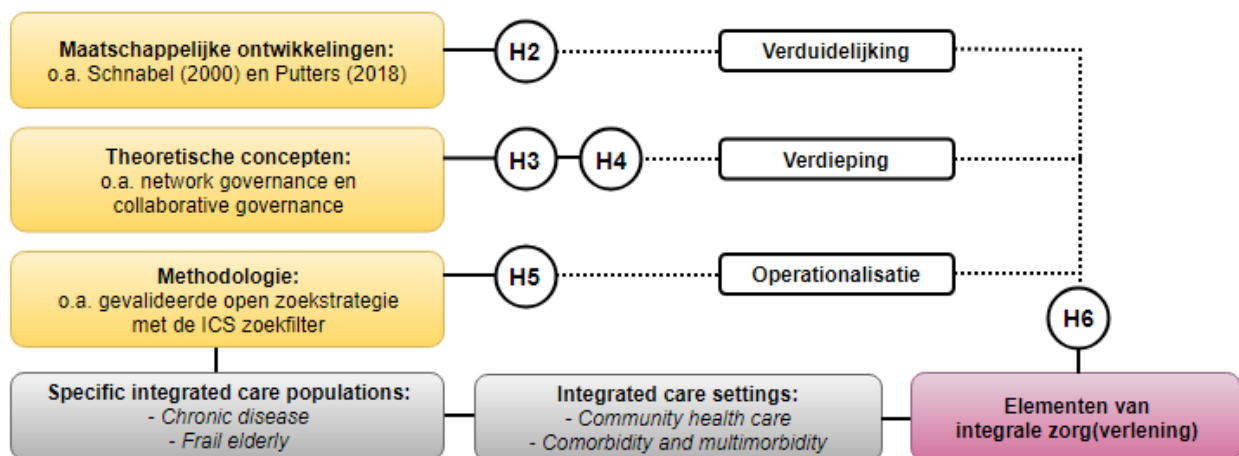 Maatschappelijke ontwikkelingen:
o.a. Schnabel (2000) en Putters (2018)
H2
Verduidelijking
Theoretische concepten:
o.a. network governance en
collaborative governance
H3
H4
Verdieping
Methodologie:
o.a. gevalideerde open zoekstrategie
met de ICS zoekfilter
H5
Operationalisatie
H6
Specific integrated care populations:
- Chronic disease
- Frail elderly
Integrated care settings:
- Community health care
- Comorbidity and multimorbidity
Elementen van
integrale zorg(verlening)